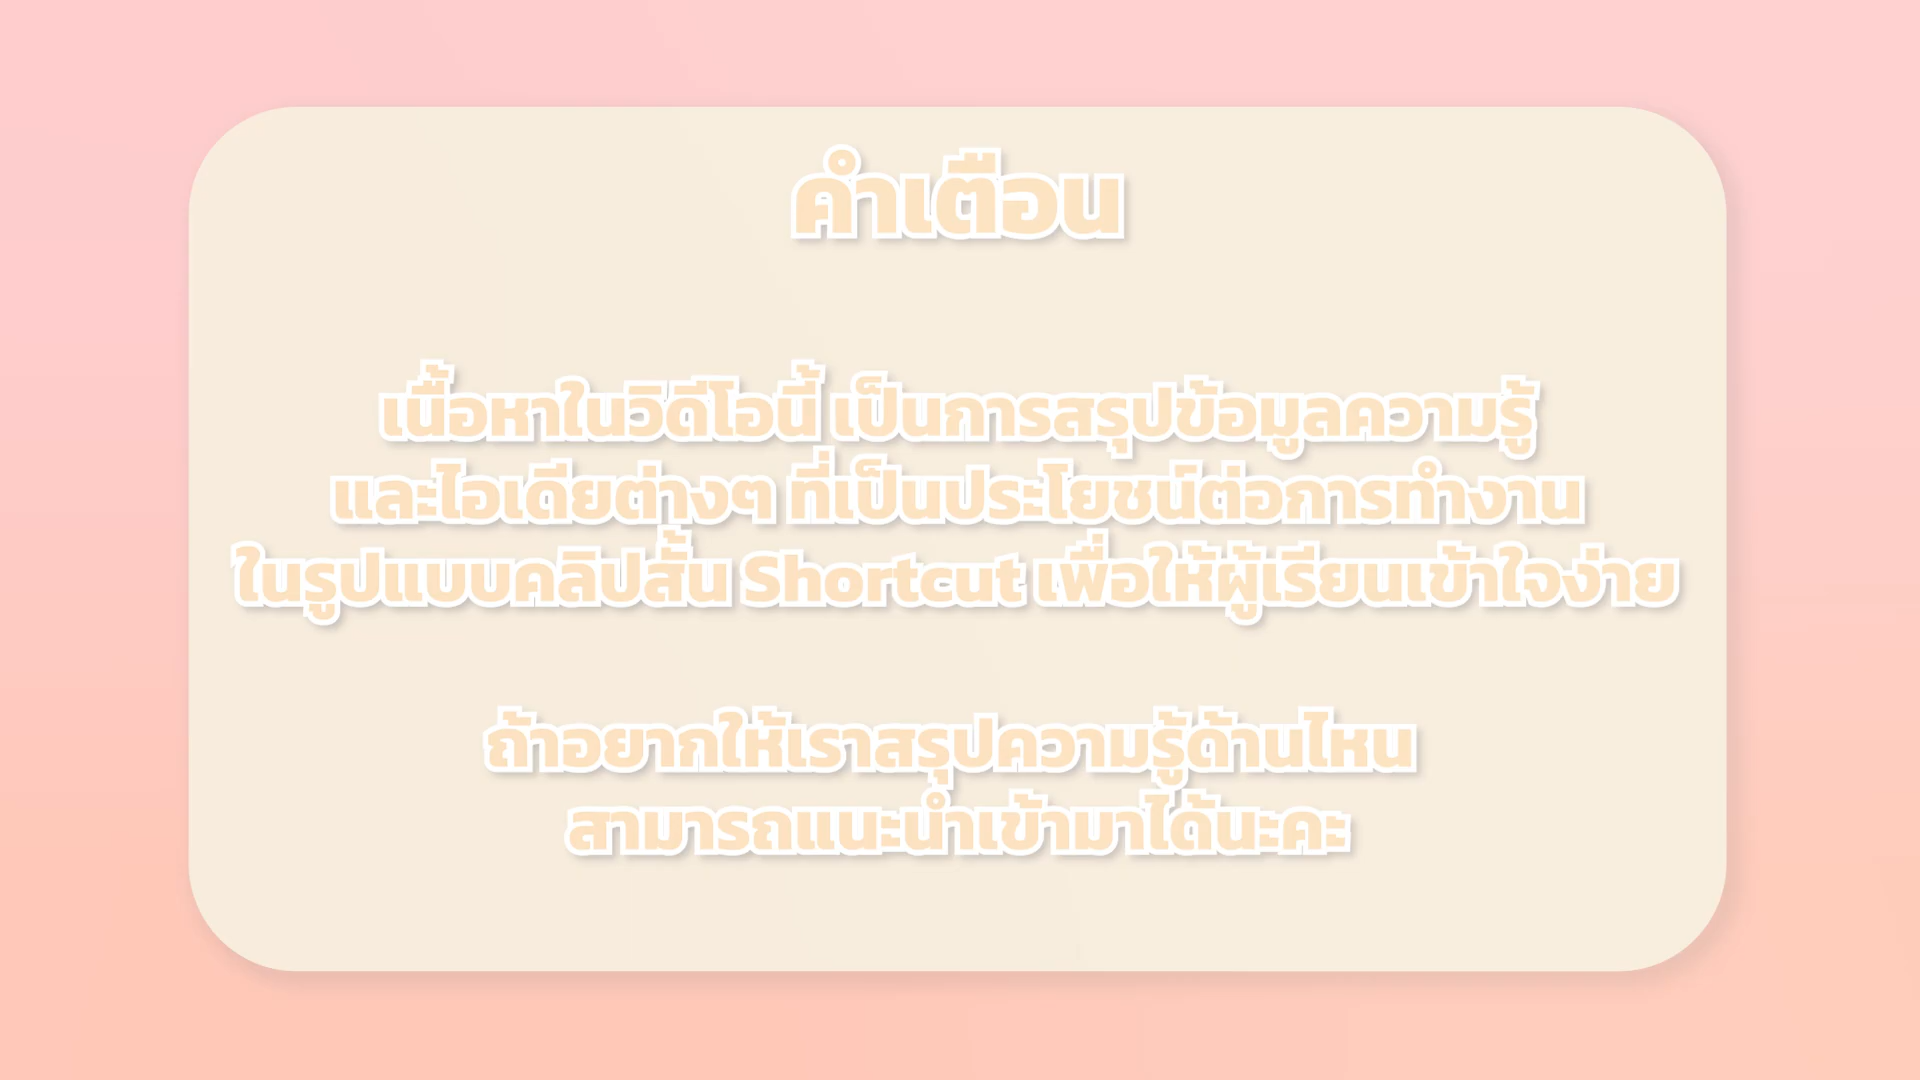 คำเตือน
เนื้อหาในวิดีโอนี้ เป็นการสรุปข้อมูลความรู้
และไอเดียต่างๆ ที่เป็นประโยชน์ต่อการทำงาน
ในรูปแบบคลิปสั้น Shortcut เพื่อให้ผู้เรียนเข้าใจง่าย
ถ้าอยากให้เราสรุปความรู้ด้านไหน
สามารถแนะนำเข้ามาได้นะคะ